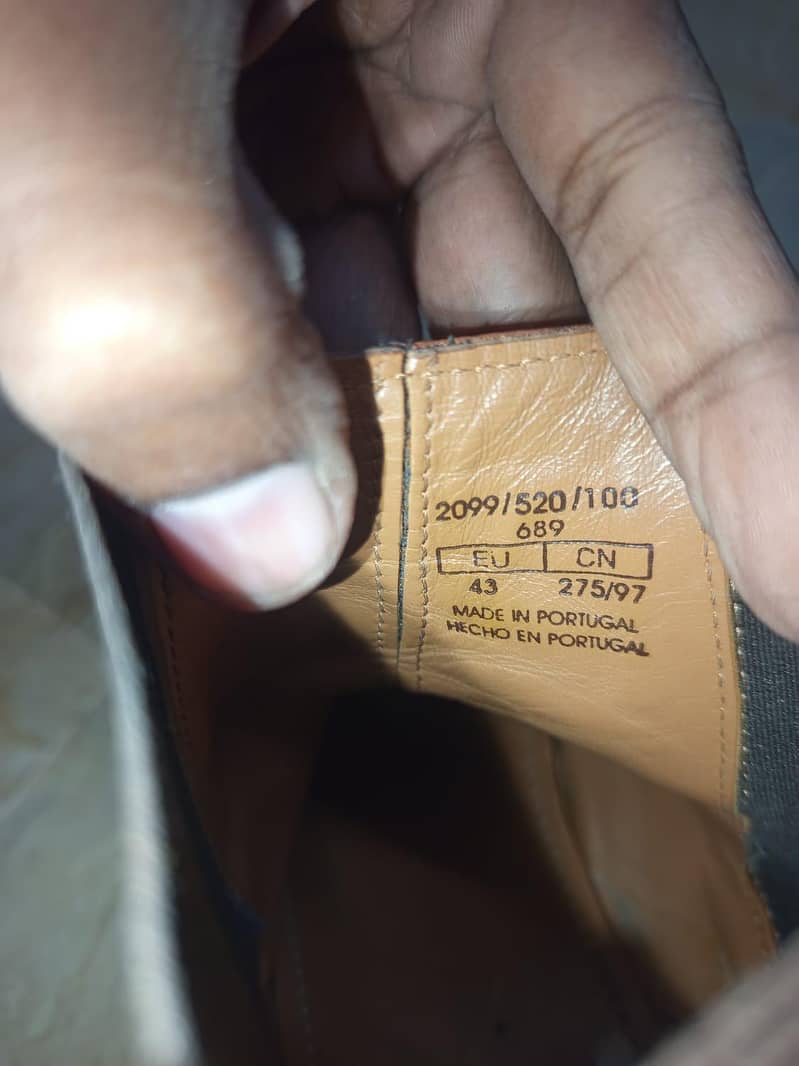 2099/520/100
689
EU CN
43 275/97
MADE IN PORTUGAL
HECHO EN PORTUGAL